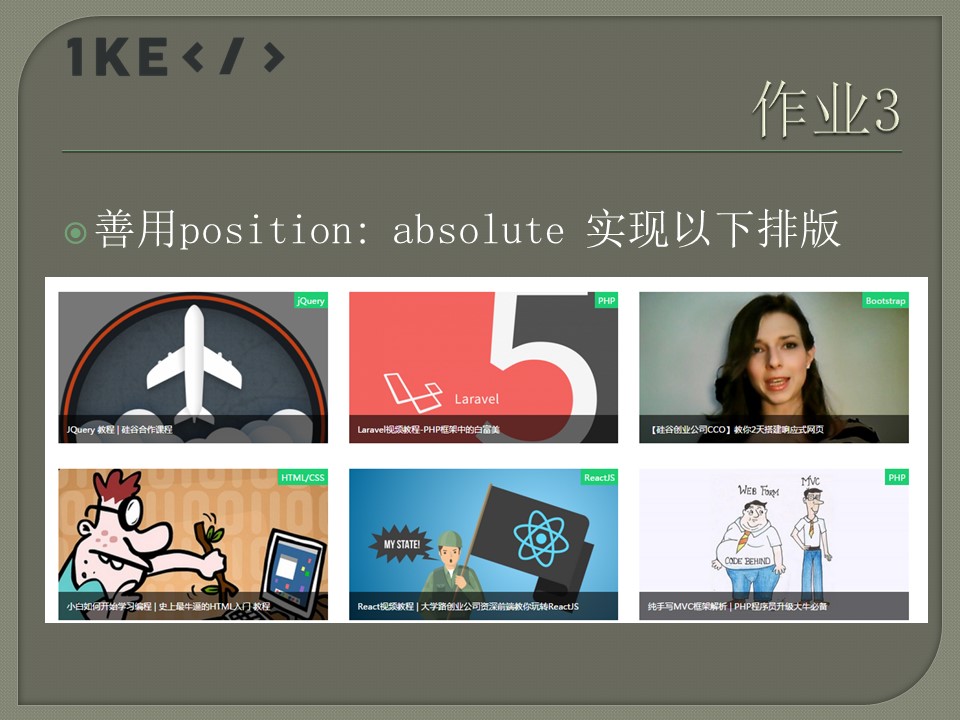 1KE</>
作业3
善用position: absolute 实现以下排版
jQuery
JQuery 教程 | 硅谷合作课程
PHP
5
Laravel
Laravel视频教程-PHP框架中的白富美
Bootstrap
【硅谷创业公司CCO】教你2天搭建响应式网页
HTML/CSS
小白如何开始学习编程 | 史上最牛逼的HTML入门 教程
ReactJS
MY STATE!
React视频教程 | 大学路创业公司资深前端教你玩转ReactJS
PHP
WEB FORM
MVC
CODE BEHIND
纯手写MVC框架解析 | PHP程序员升级大牛必备